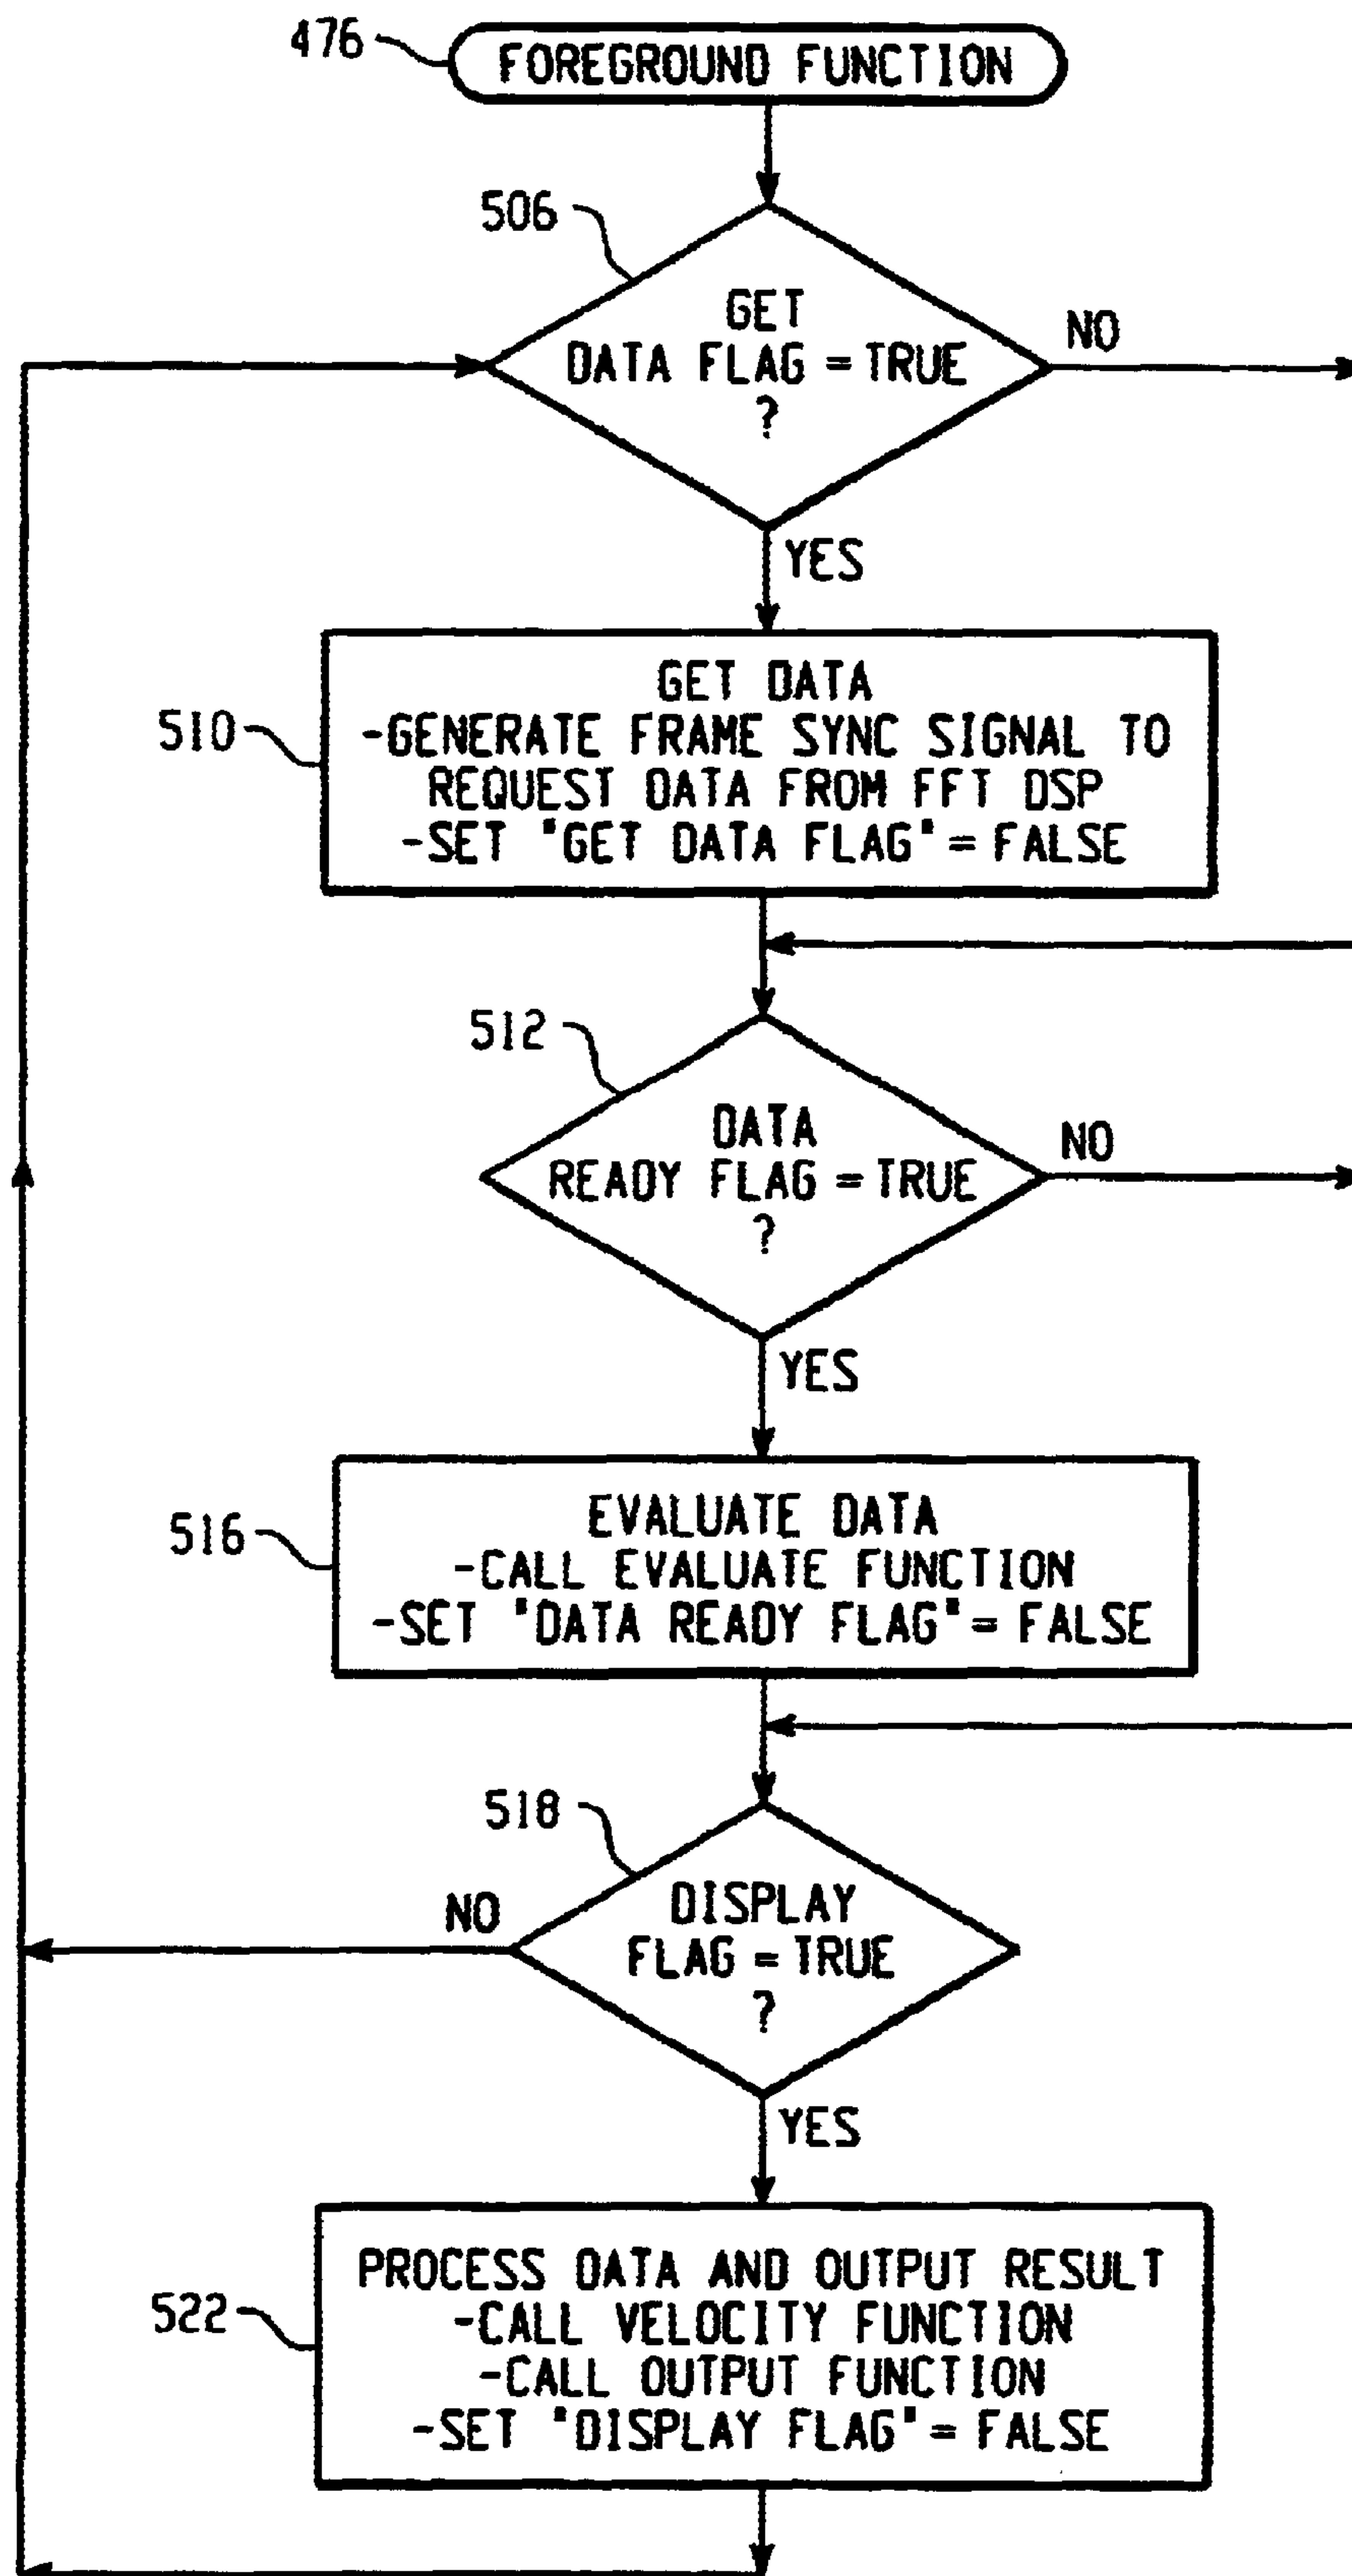 476
FOREGROUND FUNCTION
506
GET
DATA FLAG = TRUE
?
NO
YES
510
GET DATA
-GENERATE FRAME SYNC SIGNAL TO
REQUEST DATA FROM FFT DSP
-SET "GET DATA FLAG" = FALSE
512
DATA
READY FLAG = TRUE
?
NO
YES
516
EVALUATE DATA
-CALL EVALUATE FUNCTION
-SET "DATA READY FLAG" = FALSE
518
NO
DISPLAY
FLAG = TRUE
?
YES
522
PROCESS DATA AND OUTPUT RESULT
-CALL VELOCITY FUNCTION
-CALL OUTPUT FUNCTION
-SET "DISPLAY FLAG" = FALSE